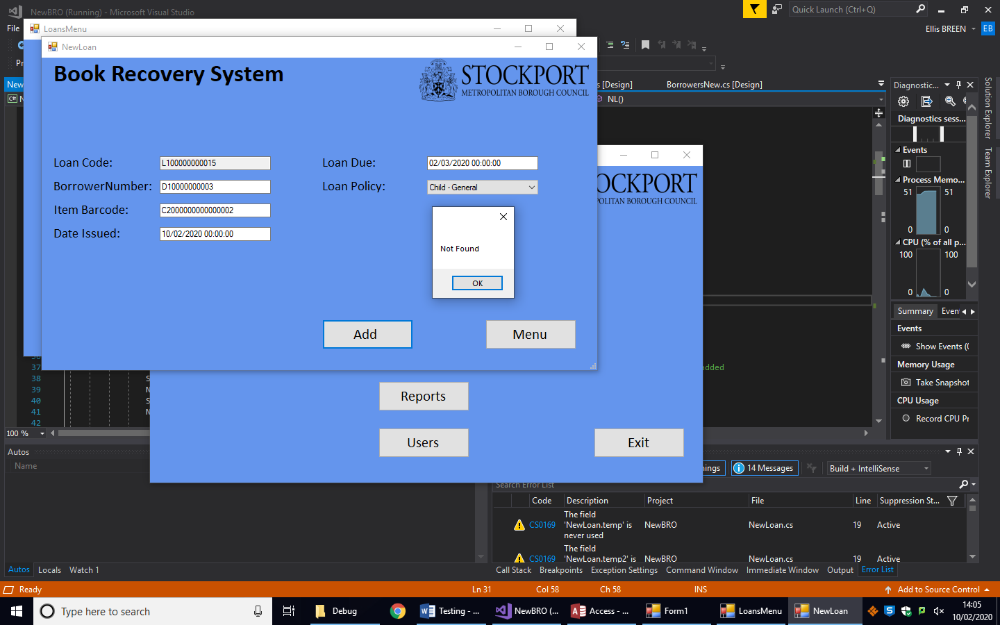 NewBRO (Running) - Microsoft Visual Studio
Quick Launch (Ctrl+Q)
File
LoansMenu
Ellis BREEN
EB
NewLoan
Book Recovery System
STOCKPORT
METROPOLITAN BOROUGH COUNCIL
New
s [Design]
BorrowersNew.cs [Design]
NL()
Diagnostic...
Diagnostics sess...
Events
Process Memo...
51
51
0
0
CPU (% of all p...
100
100
0
0
Solution Explorer
Team Explorer
Loan Code:
L100000000015
Loan Due:
02/03/2020 00:00:00
BorrowerNumber:
D10000000003
Loan Policy:
Child - General
Item Barcode:
C2000000000000002
Date Issued:
10/02/2020 00:00:00
Not Found
OK
OCKPORT
POLITAN BOROUGH COUNCIL
Add
Menu
Summary
Even
Events
Show Events (0
Memory Usage
Take Snapshot
CPU Usage
Record CPU Pr
37
38
39
40
41
42
100 %
Reports
Users
Exit
Autos
Name
nings
14 Messages
Build + IntelliSense
Search Error List
Code
Description
Project
File
Line
Suppression St...
CS0169
The field
'NewLoan.temp' is
never used
NewBRO
NewLoan.cs
19
Active
CS0169
The field
'NewLoan.temp2' is
NewBRO
NewLoan.cs
19
Active
Autos
Locals
Watch 1
Call Stack
Breakpoints
Exception Settings
Command Window
Immediate Window
Output
Error List
Ready
Ln 31
Col 58
Ch 58
INS
Add to Source Control
Type here to search
Debug
Testing - ...
NewBRO (...
Access - ...
Form1
LoansMenu
NewLoan
14:05
10/02/2020